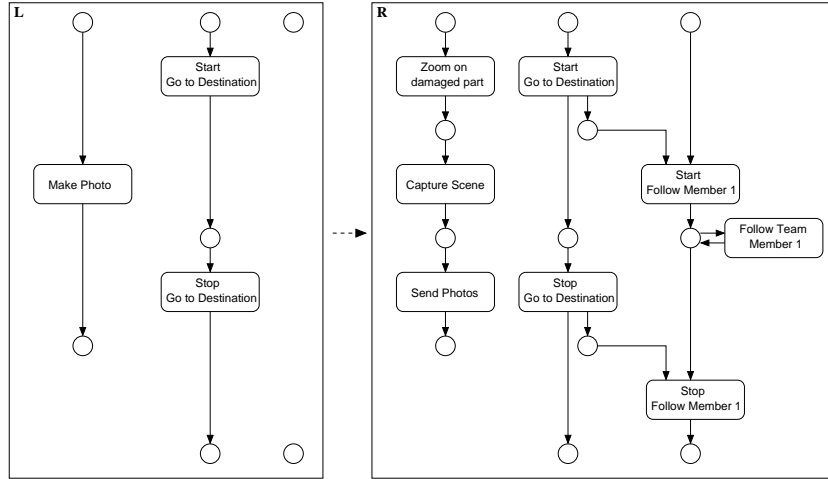 L
Start
Go to Destination
Make Photo
Stop
Go to Destination
R
Zoom on
damaged part
Start
Go to Destination
Capture Scene
Start
Follow Member 1
Follow Team
Member 1
Send Photos
Stop
Go to Destination
Stop
Follow Member 1